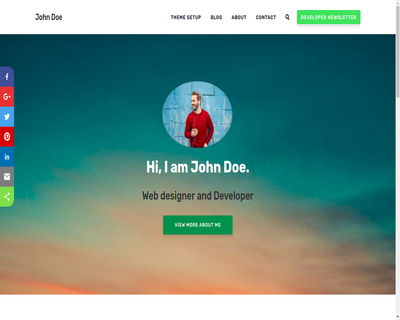 John Doe
THEME SETUP
BLOG
ABOUT
CONTACT
DEVELOPER NEWSLETTER
Hi, I am John Doe.
Web designer and Developer
VIEW MORE ABOUT ME